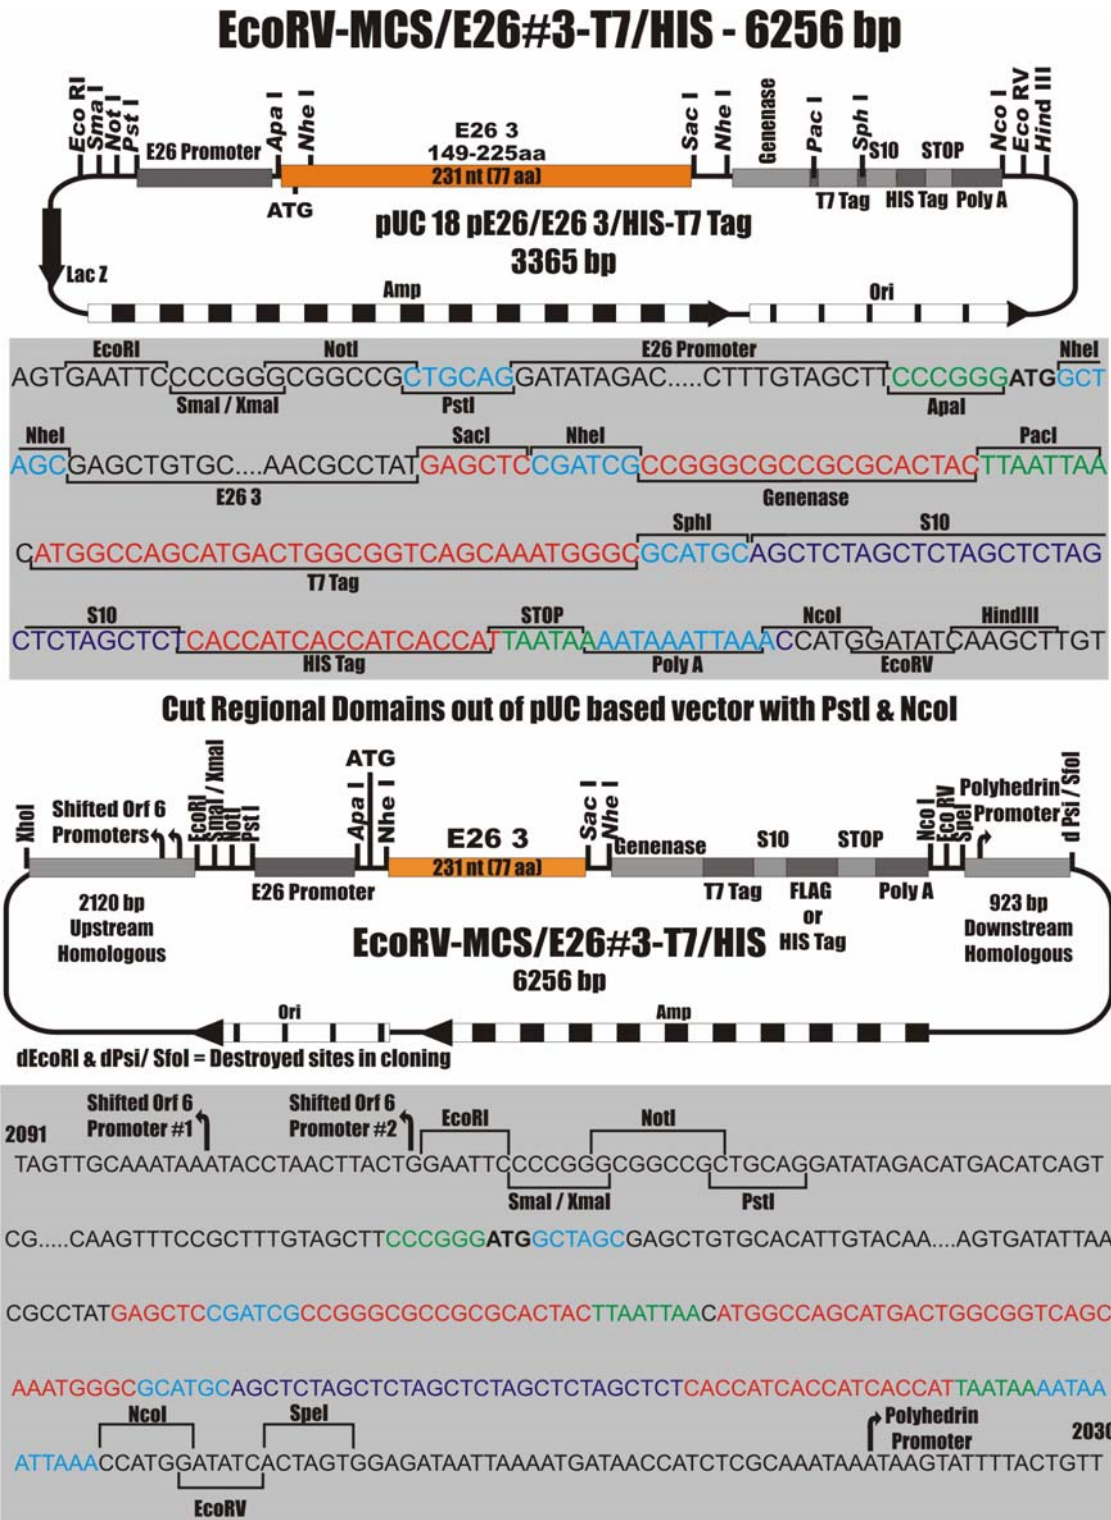 EcoRV-MCS/E26#3-T7/HIS - 6256 bp
Eco RI
Sma I
Not I
Pst I
E26 Promoter
Apa I
Nhe I
E26 3
149-225aa
231 nt (77 aa)
ATG
Sac I
Nhe I
Genenase
Pac I
Sph I
S10
STOP
Nco I
Eco RV
Hind III
T7 Tag
HIS Tag
Poly A
pUC 18 pE26/E26 3/HIS-T7 Tag
3365 bp
Lac Z
Amp
Ori
EcoRI
NotI
E26 Promoter
NheI
AGTGAATTCCCCGGGCGGCCGCTGCAGGATATAGAC.....CTTTGTAGCTTCCCGGGATGGCT
SmaI / XmaI
PstI
ApaI
NheI
SacI
NheI
PacI
AGCGAGCTGTGC....AACGCCTATGAGCTCCGATCGCCGGGCGCCGCGCACTACTTAATTAA
E26 3
Genenase
SphI
S10
CATGGCCAGCATGACTGGCGGTCAGCAAATGGGCGCATGCAGCTCTAGCTCTAGCTCTAG
T7 Tag
S10
STOP
NcoI
HindIII
CTCTAGCTCTCACCATCACCATCACCATTAATAAAATAAATTAAACCATGGATATCAAGCTTGT
HIS Tag
Poly A
EcoRV
Cut Regional Domains out of pUC based vector with PstI & NcoI
XhoI
Shifted Orf 6
Promoters
EcoRI
SmaI / XmaI
NotI
Pst I
Apa I
ATG
Nhe I
E26 3
231 nt (77 aa)
Sac I
Nhe I
Genenase
S10
STOP
Nco I
Eco RV
SpeI
Polyhedrin
Promoter
d Psi / SfoI
2120 bp
Upstream
Homologous
E26 Promoter
T7 Tag
FLAG
or
HIS Tag
Poly A
923 bp
Downstream
Homologous
EcoRV-MCS/E26#3-T7/HIS
6256 bp
Ori
Amp
dEcoRI & dPsi/ SfoI = Destroyed sites in cloning
2091
Shifted Orf 6
Promoter #1
Shifted Orf 6
Promoter #2
EcoRI
NotI
TAGTTGCAAATAAATACCTAACTTACTGGAATTCCCCGGGCGGCCGCTGCAGGATATAGACATGACATCAGT
SmaI / XmaI
PstI
CG.....CAAGTTTCCGCTTTGTAGCTTCCCGGGATGGCTAGCGAGCTGTGCACATTGTACAA....AGTGATATTAA
CGCCTATGAGCTCCGATCGCCGGGCGCCGCGCACTACTTAATTAACATGGCCAGCATGACTGGCGGTCAGC
AAATGGGCGCATGCAGCTCTAGCTCTAGCTCTAGCTCTAGCTCTCACCATCACCATCACCATTAATAAAATAA
NcoI
SpeI
Polyhedrin
Promoter
2030
ATTAAACCATGGATATCACTAGTGGAGATAATTAAAATGATAACCATCTCGCAAATAAATAAGTATTTTACTGTT
EcoRV